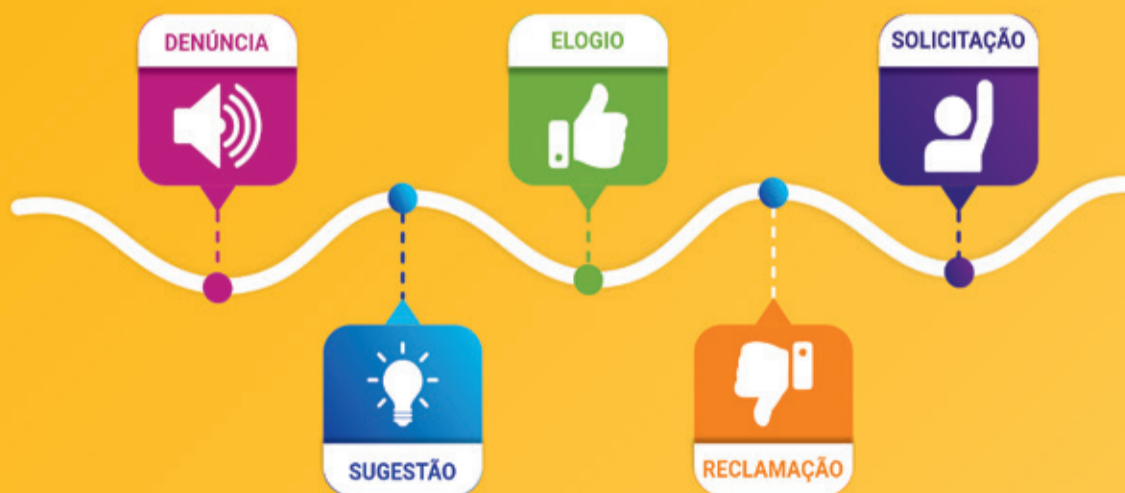 DENÚNCIA
ELOGIO
SOLICITAÇÃO
SUGESTÃO
RECLAMAÇÃO